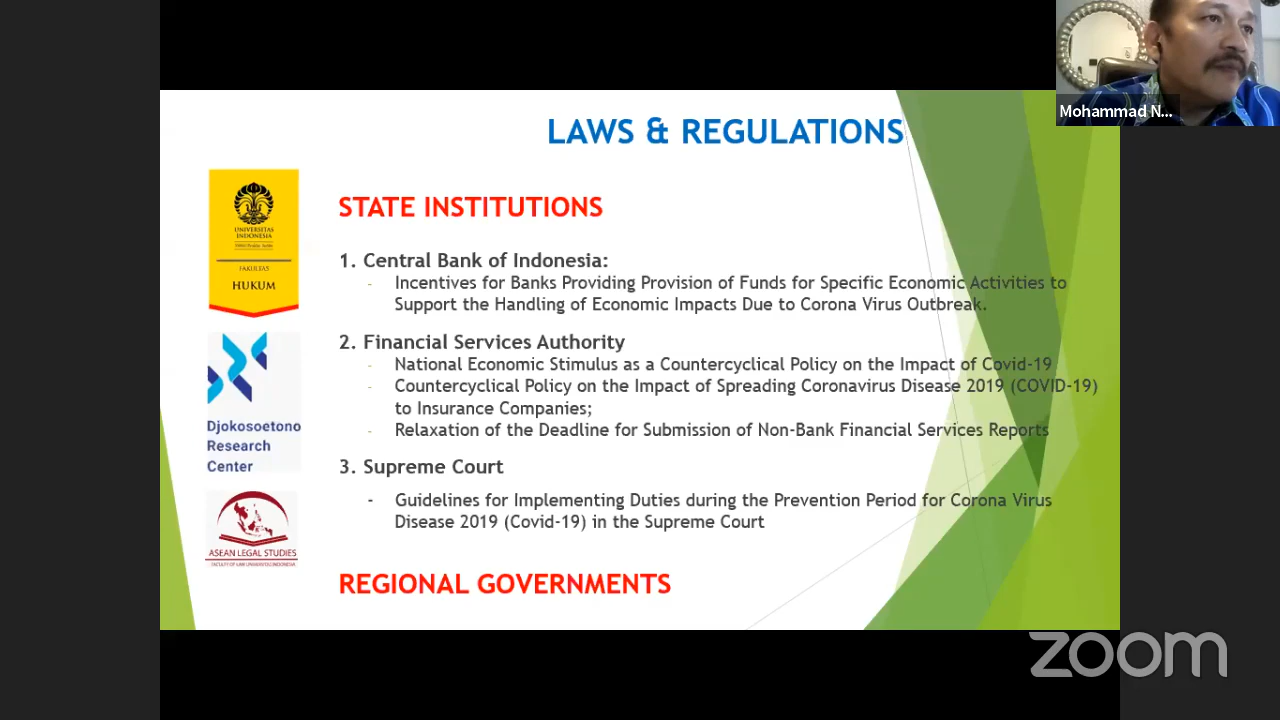 Mohammad N...
LAWS & REGULATIONS
UNIVERSITAS
INDONESIA
FAKULTAS
HUKUM
STATE INSTITUTIONS
1. Central Bank of Indonesia:
- Incentives for Banks Providing Provision of Funds for Specific Economic Activities to
Support the Handling of Economic Impacts Due to Corona Virus Outbreak.
2. Financial Services Authority
- National Economic Stimulus as a Countercyclical Policy on the Impact of Covid-19
- Countercyclical Policy on the Impact of Spreading Coronavirus Disease 2019 (COVID-19)
to Insurance Companies;
- Relaxation of the Deadline for Submission of Non-Bank Financial Services Reports
Djokosoetono
Research
Center
3. Supreme Court
- Guidelines for Implementing Duties during the Prevention Period for Corona Virus
Disease 2019 (Covid-19) in the Supreme Court
ASEAN LEGAL STUDIES
FACULTY OF LAW UNIVERSITAS INDONESIA
REGIONAL GOVERNMENTS
zoom